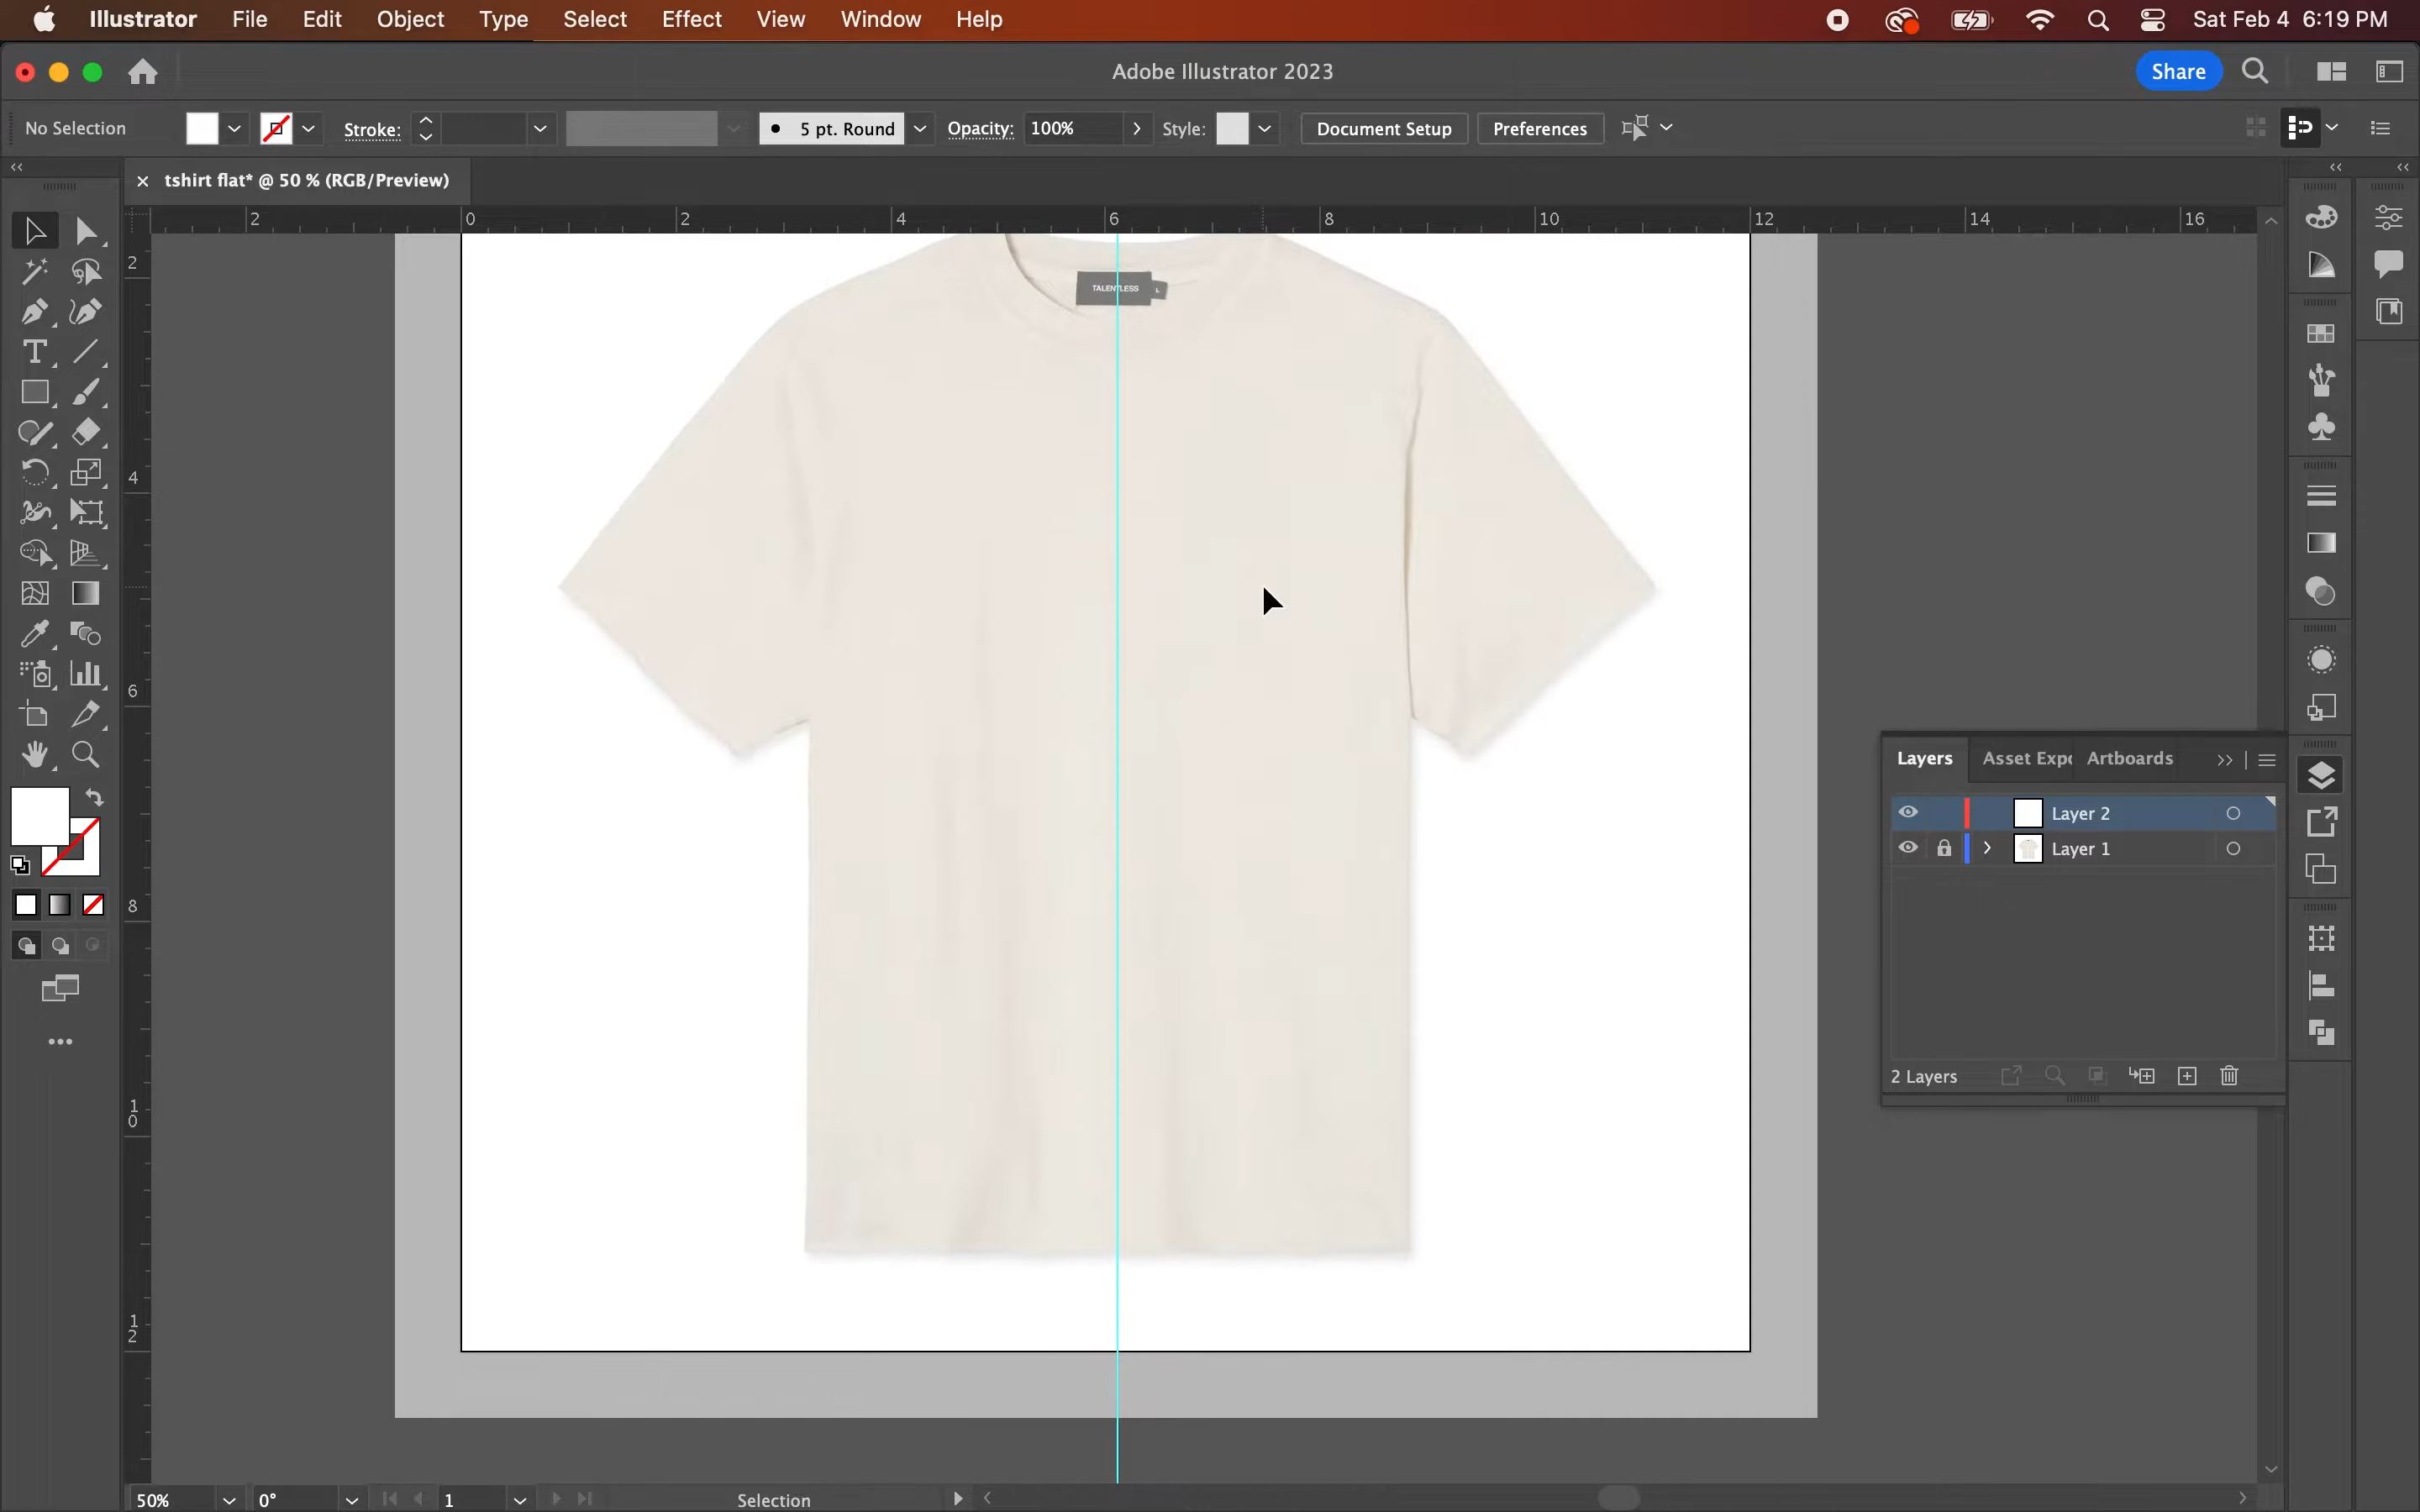 Illustrator File Edit Object Type Select Effect View Window Help Sat Feb 4 6:19 PM
Adobe Illustrator 2023 Share
No Selection Stroke: 5 pt. Round Opacity: 100% Style: Document Setup Preferences
× tshirt flat* @ 50 % (RGB/Preview)
2 0 2 4 6 8 10 12 14 16
2
TALENTLESS L
4
6
Layers Asset Expo Artboards
Layer 2
Layer 1
8
2 Layers
10
12
50% 0° 1 Selection